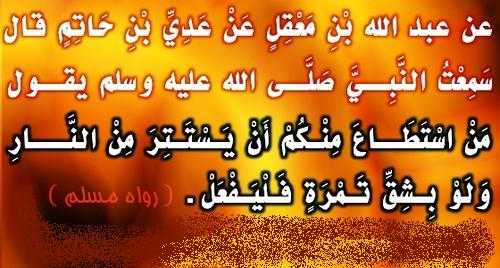 عن عبد الله بْنِ مَعْقِلٍ عَنْ عَدِيِّ بْنِ حَاتِمٍ قال
سَمِعْتُ النَّبِيَّ صَلَّى الله عليه وسلم يقول
مَنْ اسْتَطَاعَ مِنْكُمْ أَنْ يَسْتَتِرَ مِنْ النَّارِ
وَلَوْ بِشِقِّ تَمْرَةٍ فَلْيَفْعَلْ. ( رواه مسلم )